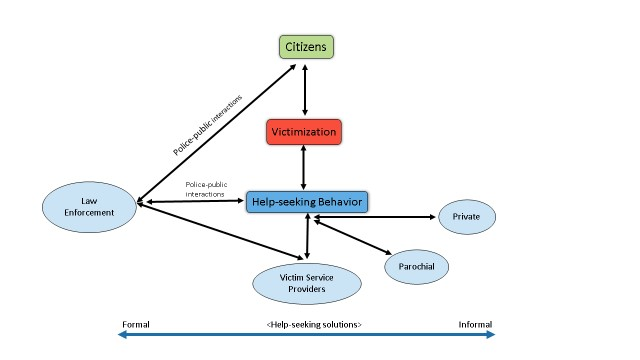 Citizens
Police-public interactions
Victimization
Police-public
interactions
Law
Enforcement
Help-seeking Behavior
Private
Parochial
Victim Service
Providers
Formal
<Help-seeking solutions>
Informal